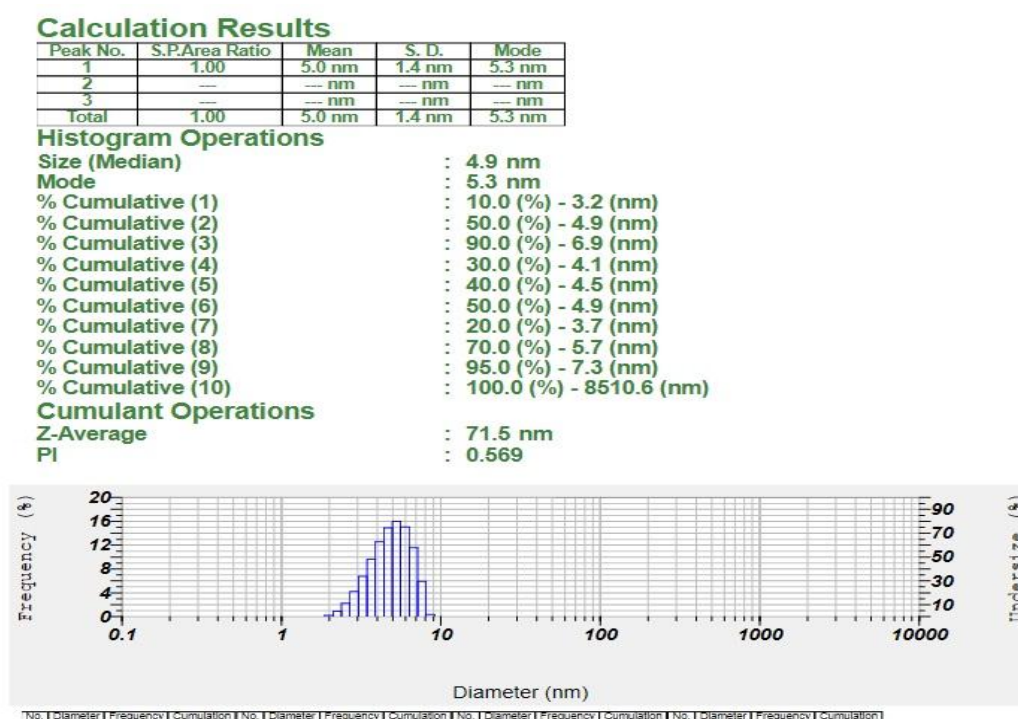 Calculation Results
Peak No. S.P.Area Ratio Mean S. D. Mode
1 1.00 5.0 nm 1.4 nm 5.3 nm
2 --- --- nm --- nm --- nm
3 --- --- nm --- nm --- nm
Total 1.00 5.0 nm 1.4 nm 5.3 nm
Histogram Operations
Size (Median) : 4.9 nm
Mode : 5.3 nm
% Cumulative (1) : 10.0 (%) - 3.2 (nm)
% Cumulative (2) : 50.0 (%) - 4.9 (nm)
% Cumulative (3) : 90.0 (%) - 6.9 (nm)
% Cumulative (4) : 30.0 (%) - 4.1 (nm)
% Cumulative (5) : 40.0 (%) - 4.5 (nm)
% Cumulative (6) : 50.0 (%) - 4.9 (nm)
% Cumulative (7) : 20.0 (%) - 3.7 (nm)
% Cumulative (8) : 70.0 (%) - 5.7 (nm)
% Cumulative (9) : 95.0 (%) - 7.3 (nm)
% Cumulative (10) : 100.0 (%) - 8510.6 (nm)
Cumulant Operations
Z-Average : 71.5 nm
PI : 0.569
Frequency (%)
20
16
12
8
4
0
0.1 1 10 100 1000 10000
90
70
50
30
10
Undersize (%)
Diameter (nm)
No. Diameter Frequency Cumulation No. Diameter Frequency Cumulation No. Diameter Frequency Cumulation No. Diameter Frequency Cumulation